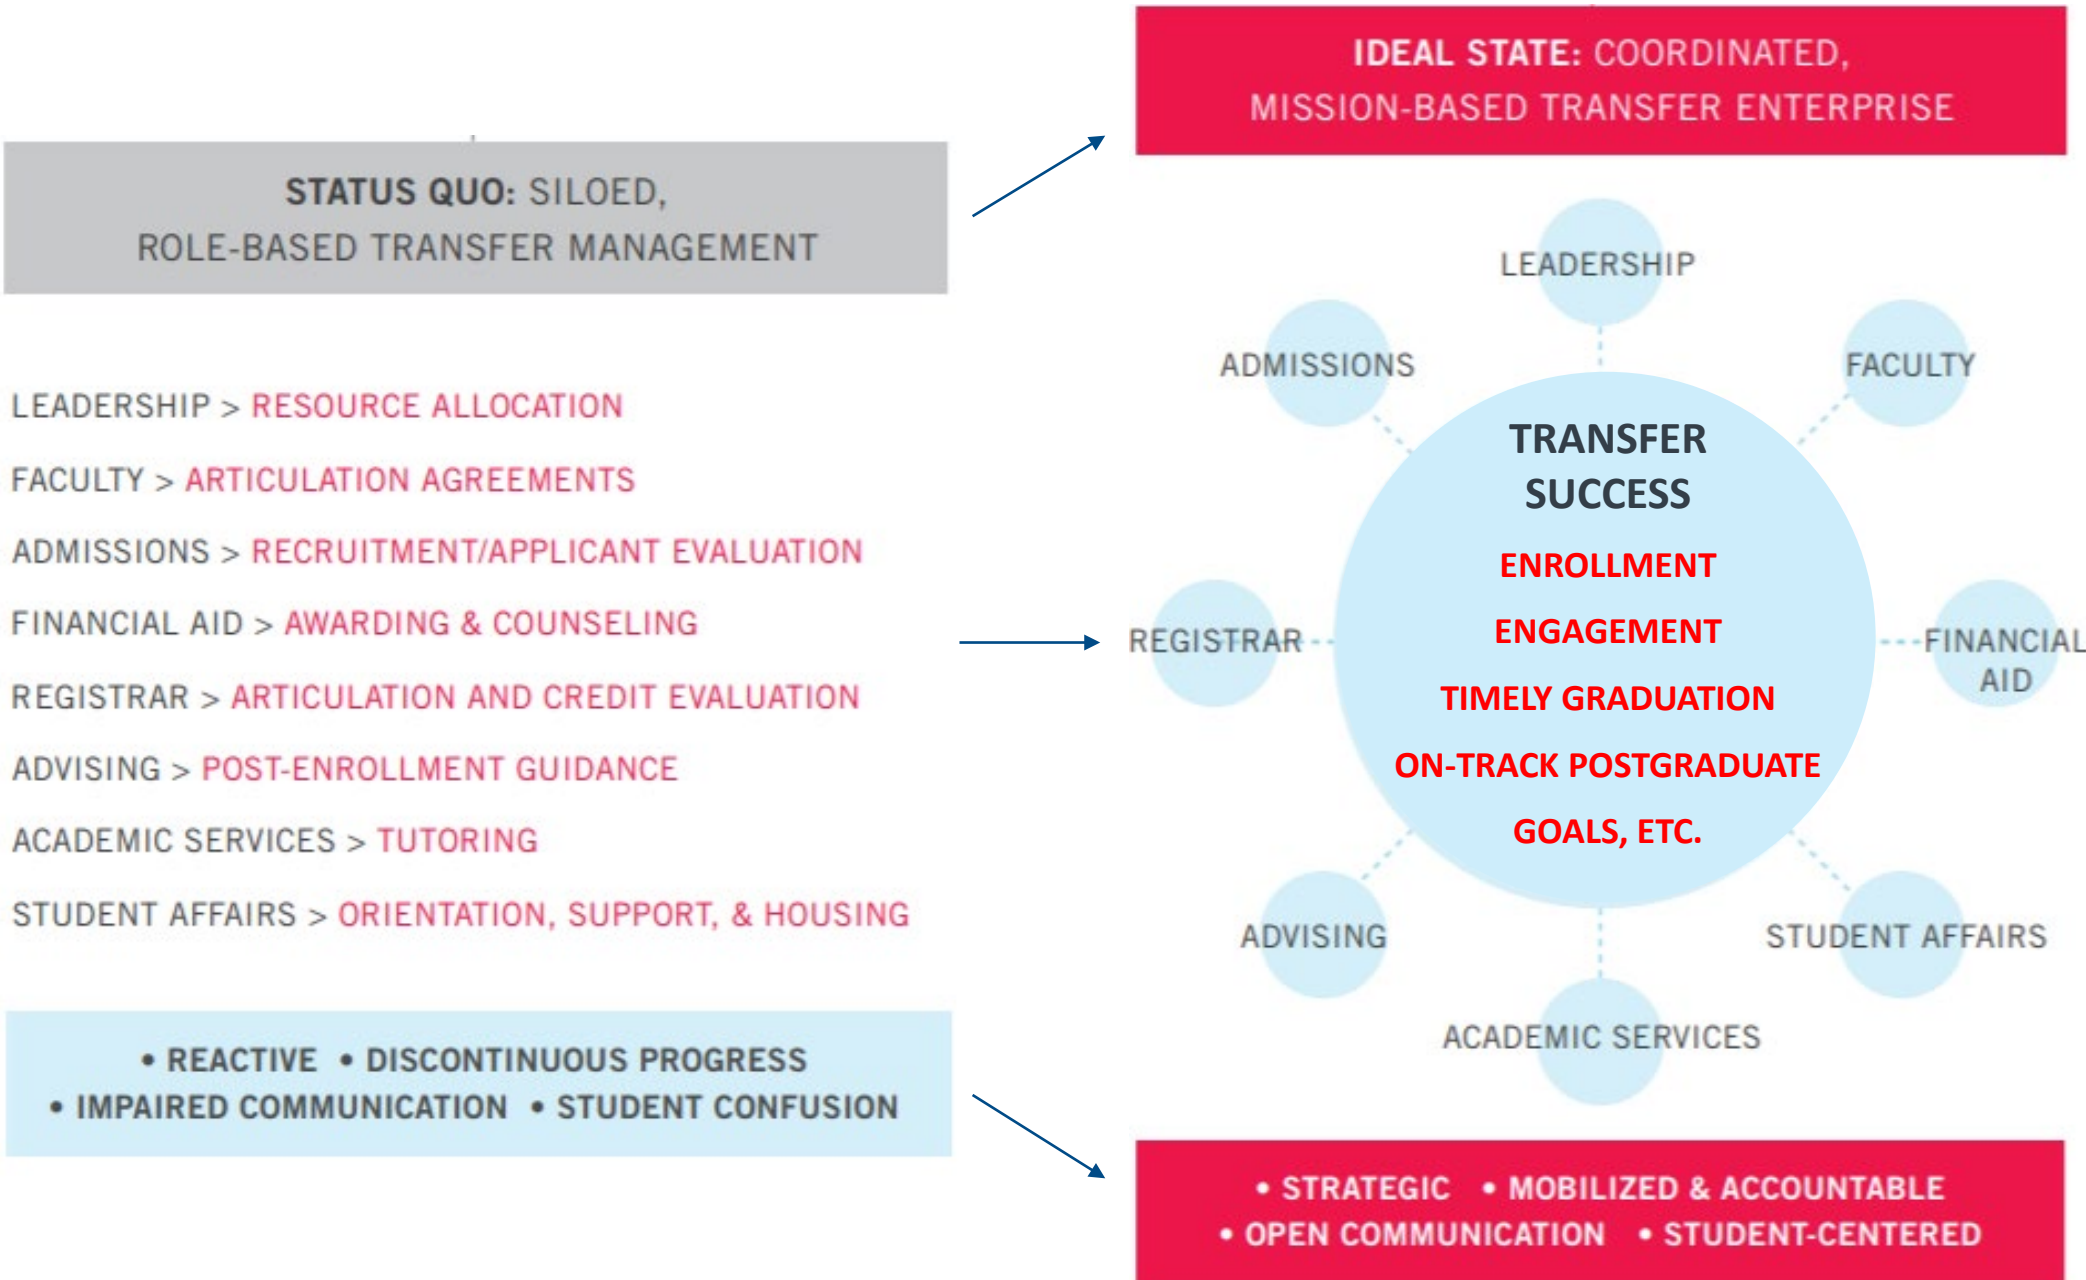 STATUS QUO: SILOED,
ROLE-BASED TRANSFER MANAGEMENT
LEADERSHIP > RESOURCE ALLOCATION
FACULTY > ARTICULATION AGREEMENTS
ADMISSIONS > RECRUITMENT/APPLICANT EVALUATION
FINANCIAL AID > AWARDING & COUNSELING
REGISTRAR > ARTICULATION AND CREDIT EVALUATION
ADVISING > POST-ENROLLMENT GUIDANCE
ACADEMIC SERVICES > TUTORING
STUDENT AFFAIRS > ORIENTATION, SUPPORT, & HOUSING
• REACTIVE • DISCONTINUOUS PROGRESS
• IMPAIRED COMMUNICATION • STUDENT CONFUSION
IDEAL STATE: COORDINATED,
MISSION-BASED TRANSFER ENTERPRISE
LEADERSHIP
ADMISSIONS
FACULTY
TRANSFER
SUCCESS
ENROLLMENT
ENGAGEMENT
TIMELY GRADUATION
ON-TRACK POSTGRADUATE
GOALS, ETC.
REGISTRAR
FINANCIAL
AID
ADVISING
STUDENT AFFAIRS
ACADEMIC SERVICES
• STRATEGIC • MOBILIZED & ACCOUNTABLE
• OPEN COMMUNICATION • STUDENT-CENTERED